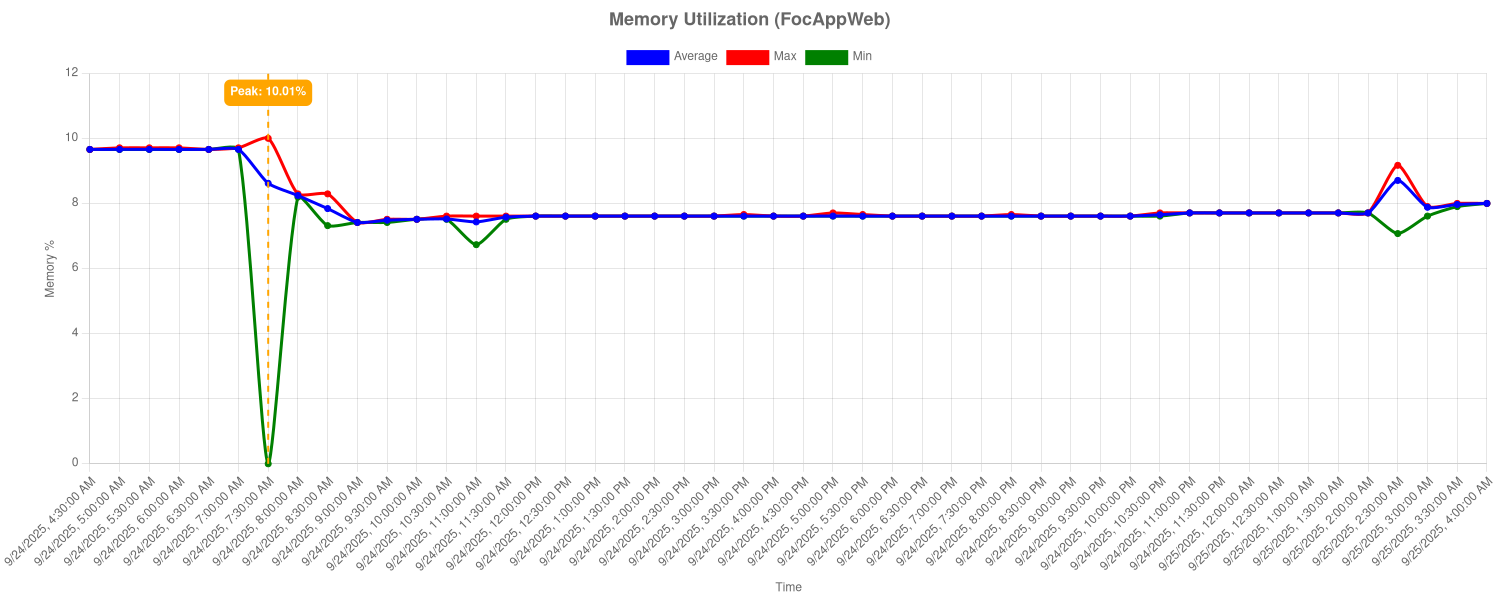 Memory Utilization (FocAppWeb)
Average Max Min
12
Peak: 10.01%
10
8
6
4
2
0
Memory %
9/24/2025, 4:30:00 AM
9/24/2025, 5:00:00 AM
9/24/2025, 5:30:00 AM
9/24/2025, 6:00:00 AM
9/24/2025, 6:30:00 AM
9/24/2025, 7:00:00 AM
9/24/2025, 7:30:00 AM
9/24/2025, 8:00:00 AM
9/24/2025, 8:30:00 AM
9/24/2025, 9:00:00 AM
9/24/2025, 9:30:00 AM
9/24/2025, 10:00:00 AM
9/24/2025, 10:30:00 AM
9/24/2025, 11:00:00 AM
9/24/2025, 11:30:00 AM
9/24/2025, 12:00:00 PM
9/24/2025, 12:30:00 PM
9/24/2025, 1:00:00 PM
9/24/2025, 1:30:00 PM
9/24/2025, 2:00:00 PM
9/24/2025, 2:30:00 PM
9/24/2025, 3:00:00 PM
9/24/2025, 3:30:00 PM
9/24/2025, 4:00:00 PM
9/24/2025, 4:30:00 PM
9/24/2025, 5:00:00 PM
9/24/2025, 5:30:00 PM
9/24/2025, 6:00:00 PM
9/24/2025, 6:30:00 PM
9/24/2025, 7:00:00 PM
9/24/2025, 7:30:00 PM
9/24/2025, 8:00:00 PM
9/24/2025, 8:30:00 PM
9/24/2025, 9:00:00 PM
9/24/2025, 9:30:00 PM
9/24/2025, 10:00:00 PM
9/24/2025, 10:30:00 PM
9/24/2025, 11:00:00 PM
9/24/2025, 11:30:00 PM
9/25/2025, 12:00:00 AM
9/25/2025, 12:30:00 AM
9/25/2025, 1:00:00 AM
9/25/2025, 1:30:00 AM
9/25/2025, 2:00:00 AM
9/25/2025, 2:30:00 AM
9/25/2025, 3:00:00 AM
9/25/2025, 3:30:00 AM
9/25/2025, 4:00:00 AM
Time